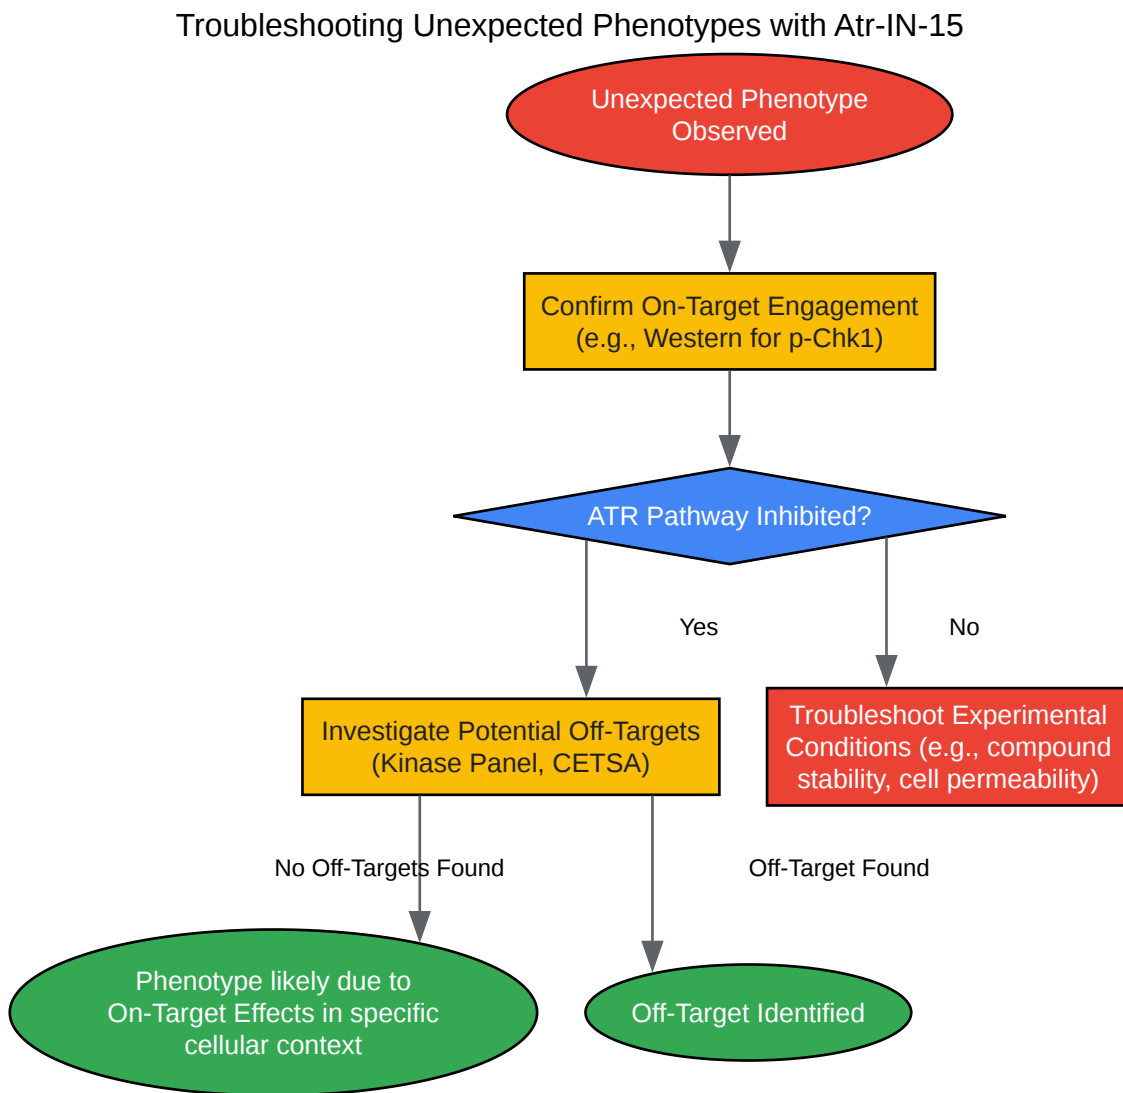 Troubleshooting Unexpected Phenotypes with Atr-IN-15
Unexpected Phenotype
Observed
Confirm On-Target Engagement
(e.g., Western for p-Chk1)
ATR Pathway Inhibited?
Yes
No
Investigate Potential Off-Targets
(Kinase Panel, CETSA)
Troubleshoot Experimental
Conditions (e.g., compound
stability, cell permeability)
No Off-Targets Found
Off-Target Found
Phenotype likely due to
On-Target Effects in specific
cellular context
Off-Target Identified